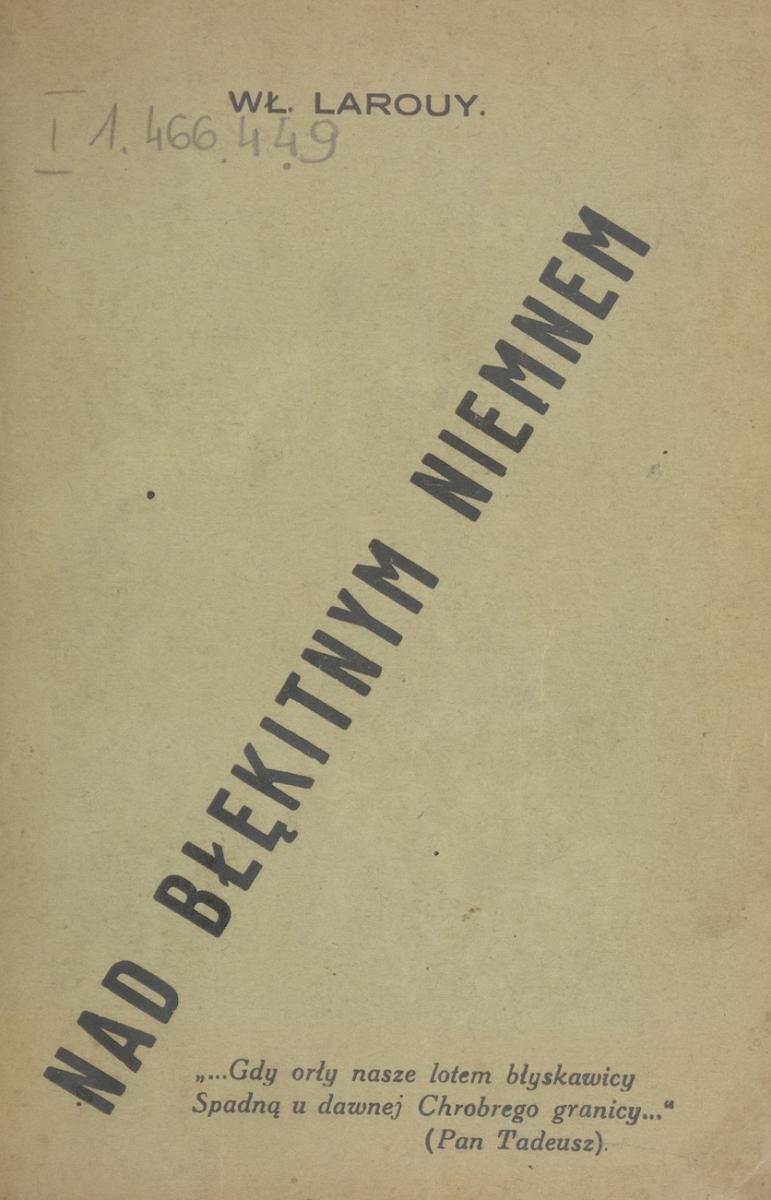 WŁ. LAROUY.
I 1.466.449
NAD BŁĘKITNYM NIEMNEM
„...Gdy orły nasze lotem błyskawicy
Spadną u dawnej Chrobrego granicy...“
(Pan Tadeusz).